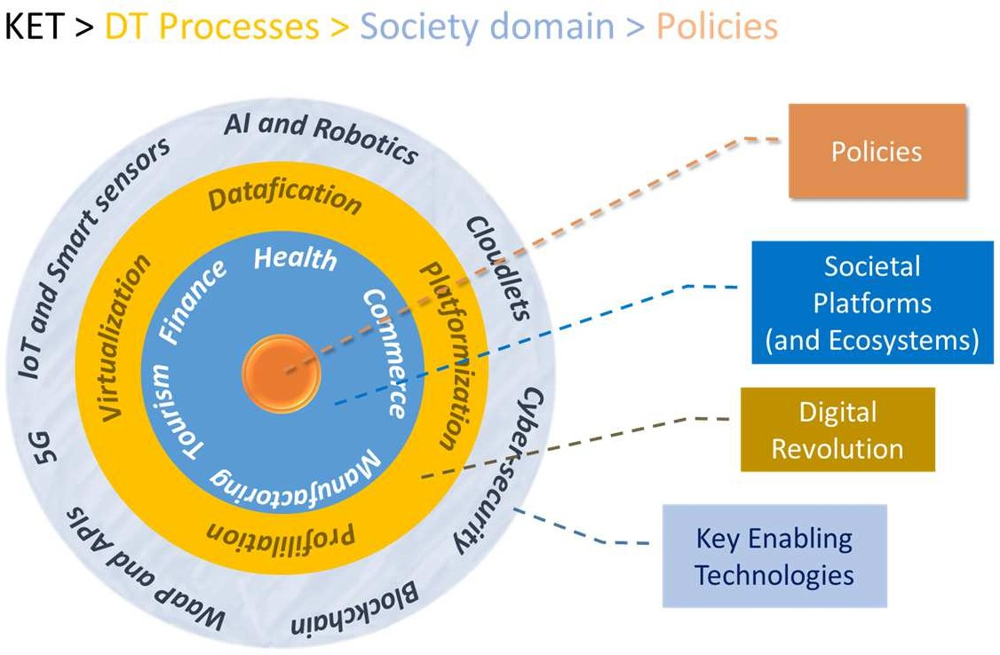 KET > DT Processes > Society domain > Policies
AI and Robotics
Cloudlets
Cyber-security
Blockchain
WaaP and APIs
5G
IoT and Smart sensors
Datafication
Platformization
Profililation
Virtualization
Health
Commerce
Manufactoring
Tourism
Finance
Policies
Societal
Platforms
(and Ecosystems)
Digital
Revolution
Key Enabling
Technologies